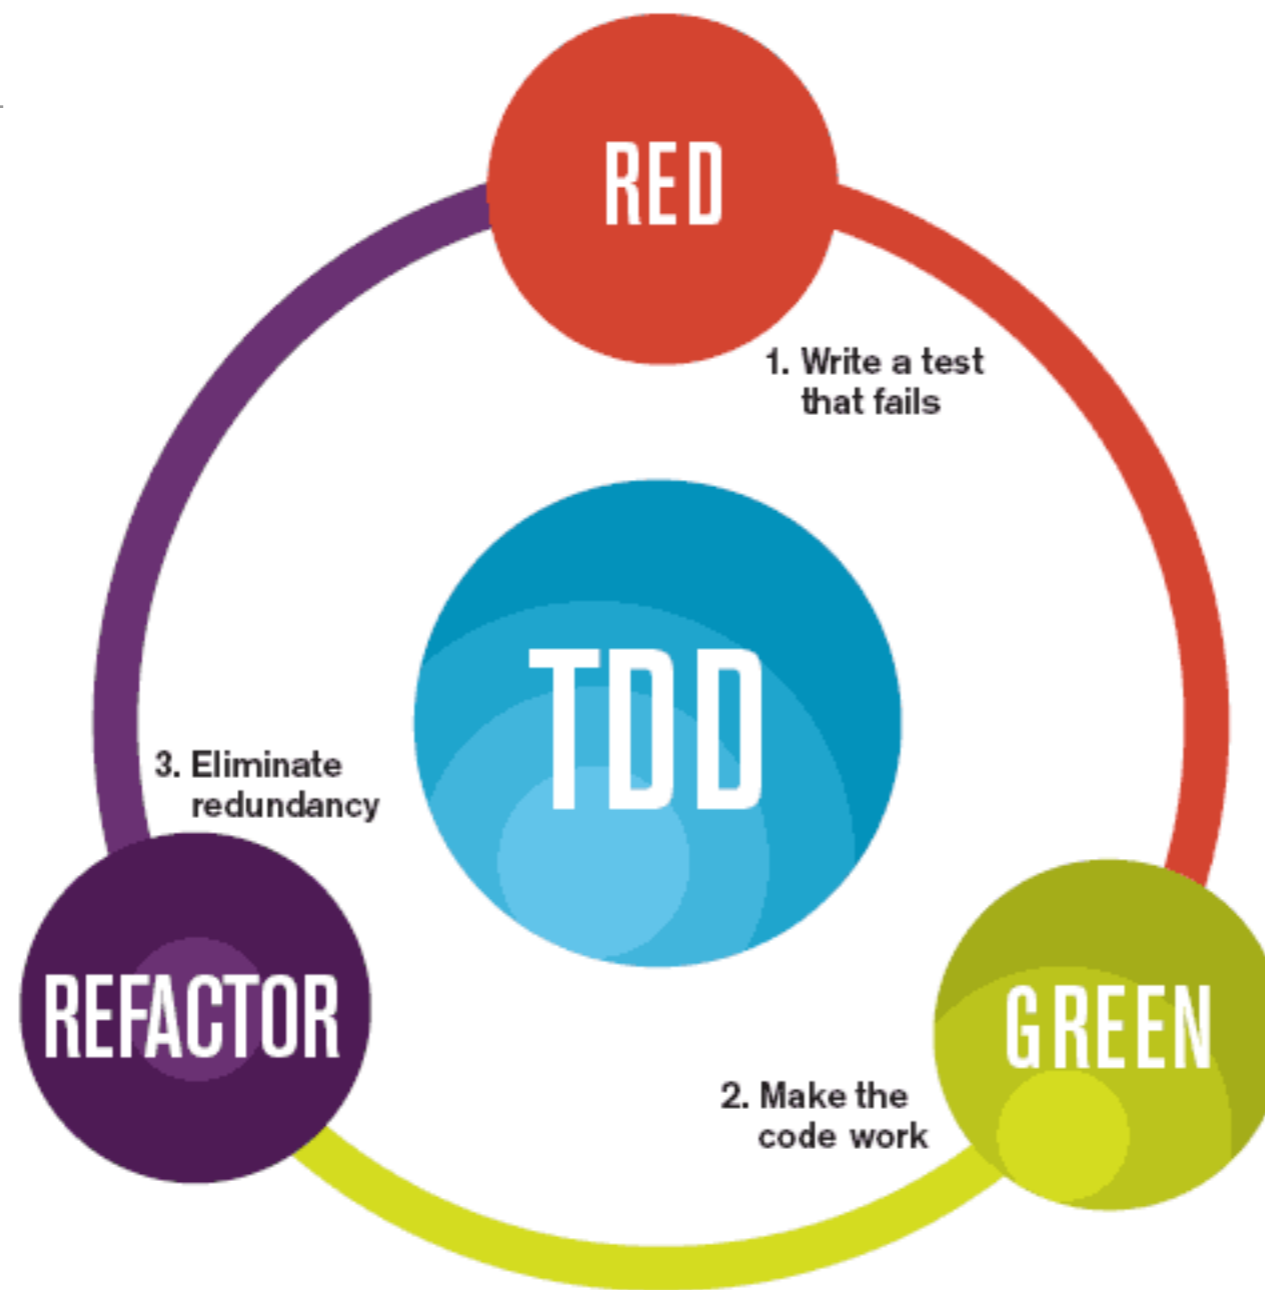 RED
1. Write a test
that fails
TDD
3. Eliminate
redundancy
REFACTOR
GREEN
2. Make the
code work